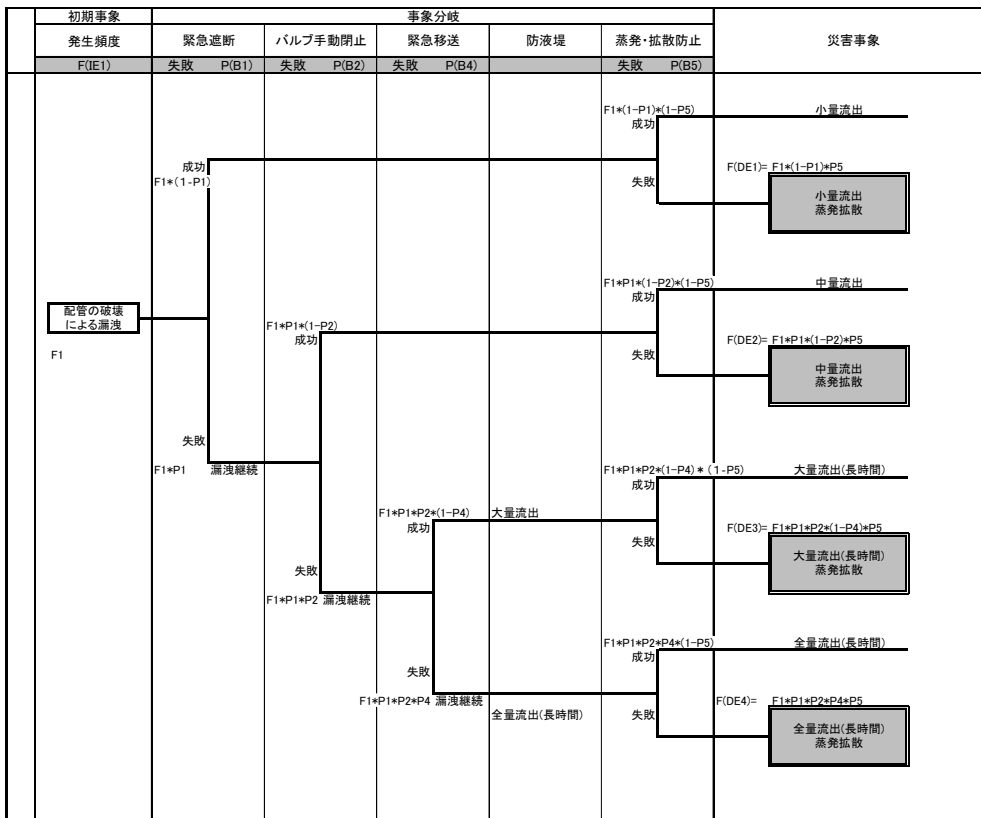 初期事象 事象分岐
発生頻度 緊急遮断 バルブ手動閉止 緊急移送 防液堤 蒸発・拡散防止 災害事象
F(IE1) 失敗 P(B1) 失敗 P(B2) 失敗 P(B4) 失敗 P(B5)
F1*(1-P1)*(1-P5) 小量流出
成功
成功 失敗 F(DE1)= F1*(1-P1)*P5
F1*(1-P1)
小量流出
蒸発拡散
F1*P1*(1-P2)*(1-P5) 中量流出
成功
配管の破壊
による漏洩
F1*P1*(1-P2)
成功 F(DE2)= F1*P1*(1-P2)*P5
F1 失敗
中量流出
蒸発拡散
失敗
F1*P1 漏洩継続 F1*P1*P2*(1-P4)*(1-P5) 大量流出(長時間)
成功
F1*P1*P2*(1-P4) 大量流出
成功 F(DE3)= F1*P1*P2*(1-P4)*P5
失敗
大量流出(長時間)
蒸発拡散
失敗
F1*P1*P2 漏洩継続
F1*P1*P2*P4*(1-P5) 全量流出(長時間)
成功
失敗
F1*P1*P2*P4 漏洩継続 F(DE4)= F1*P1*P2*P4*P5
全量流出(長時間) 失敗
全量流出(長時間)
蒸発拡散